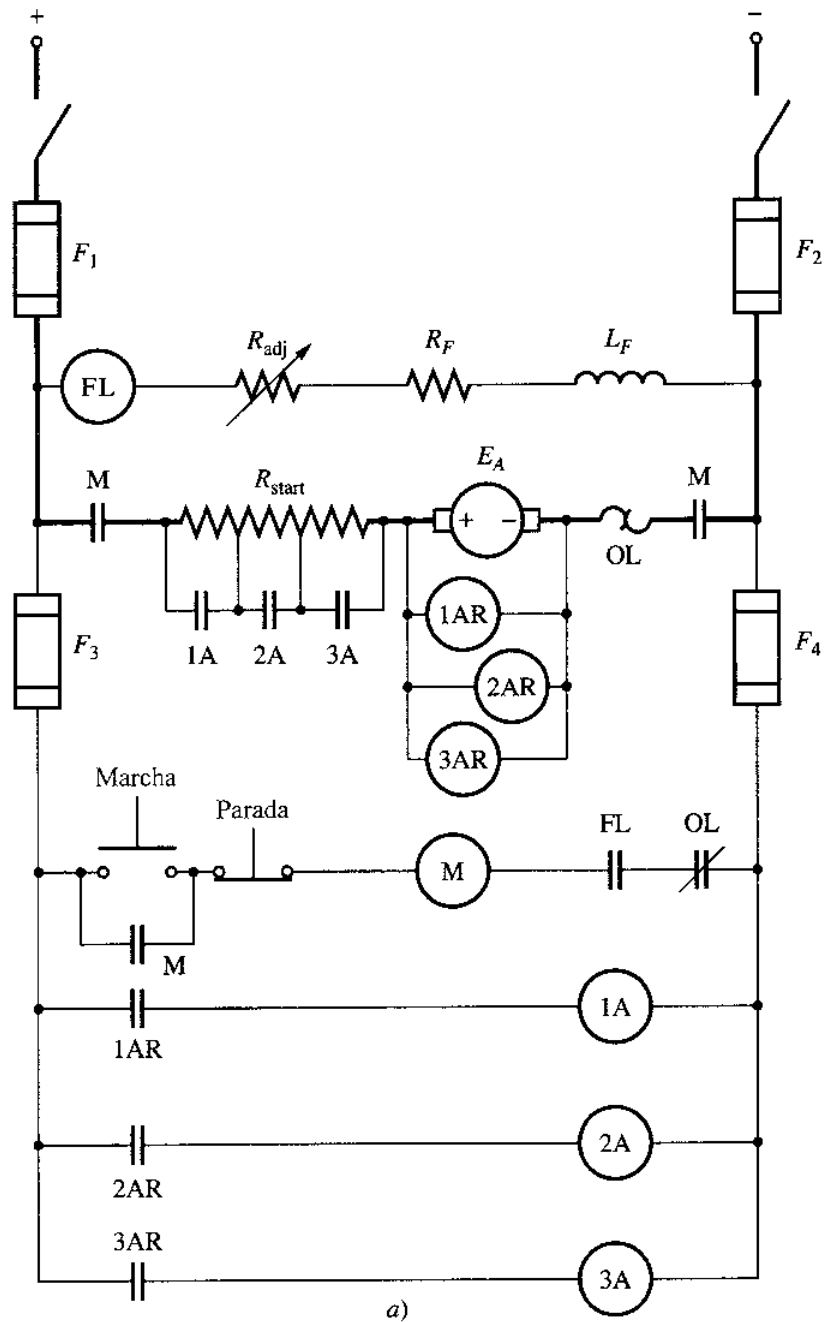 + −
F1 F2
FL Radj RF LF
M Rstart EA M
+ −
OL
1A 2A 3A
F3 1AR F4
2AR
3AR
Marcha
Parada FL OL
M
M
1A
1AR
2A
2AR
3AR
3A
a)